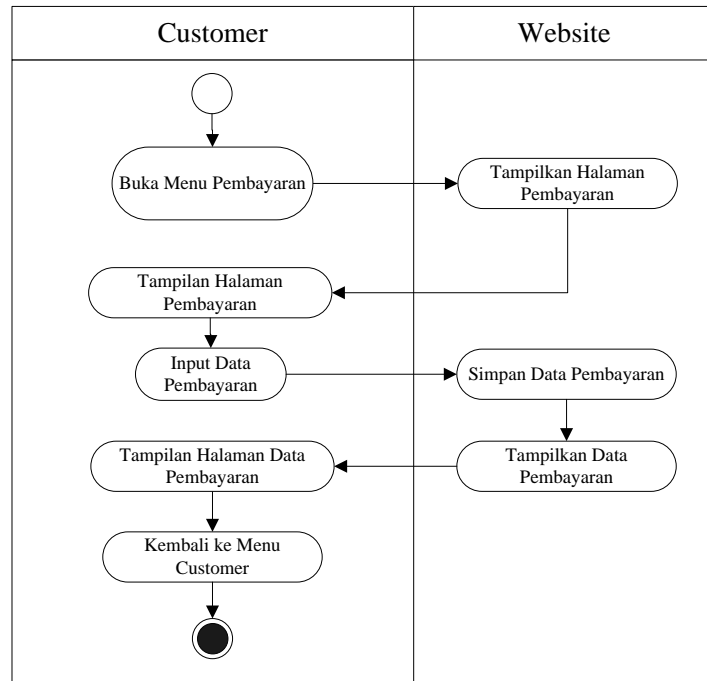 Customer
Website
Buka Menu Pembayaran
Tampilkan Halaman
Pembayaran
Tampilan Halaman
Pembayaran
Input Data
Pembayaran
Simpan Data Pembayaran
Tampilkan Data
Pembayaran
Tampilan Halaman Data
Pembayaran
Kembali ke Menu
Customer